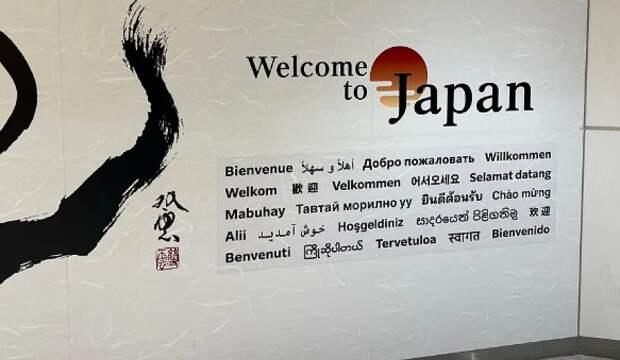 Welcome
to Japan
Bienvenue أهلاً و سهلاً Добро пожаловать Willkommen
Welkom 歡迎 Velkommen 어서오세요 Selamat datang
Mabuhay Тавтай морилно уу ยินดีต้อนรับ Chào mừng
Alii خوش آمدید Hoşgeldiniz සාදරයෙන් පිළිගනිමු 欢迎
Benvenuti ကြိုဆိုပါတယ် Tervetuloa स्वागत Bienvenido